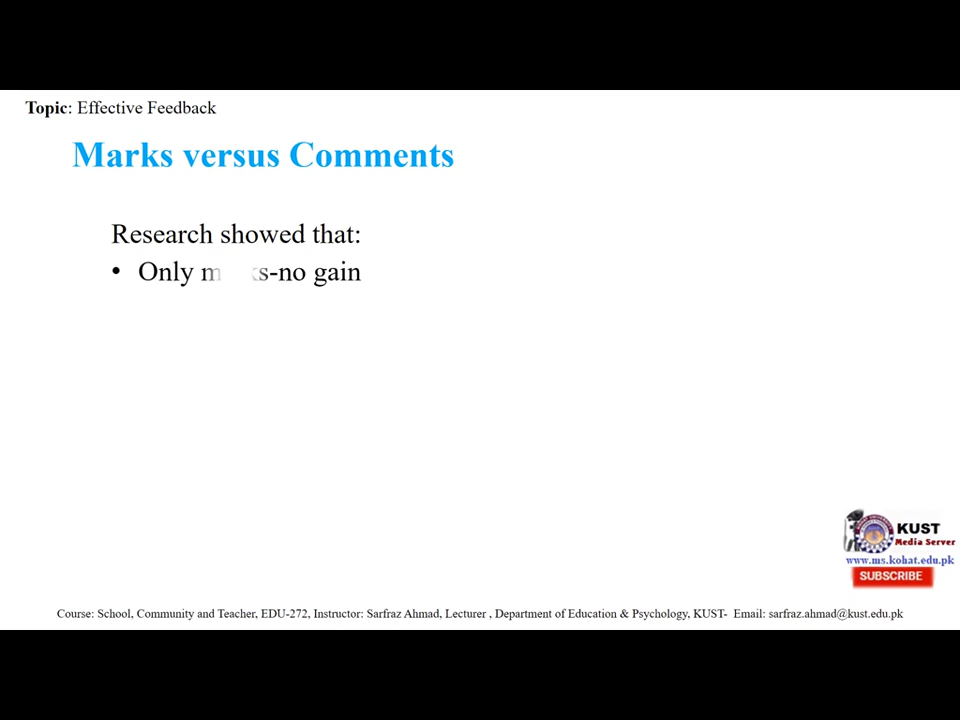 Topic: Effective Feedback
Marks versus Comments
Research showed that:
• Only -no gain
KUST
Media Server
www.ms.kohat.edu.pk
SUBSCRIBE
Course: School, Community and Teacher, EDU-272, Instructor: Sarfraz Ahmad, Lecturer , Department of Education & Psychology, KUST- Email: sarfraz.ahmad@kust.edu.pk